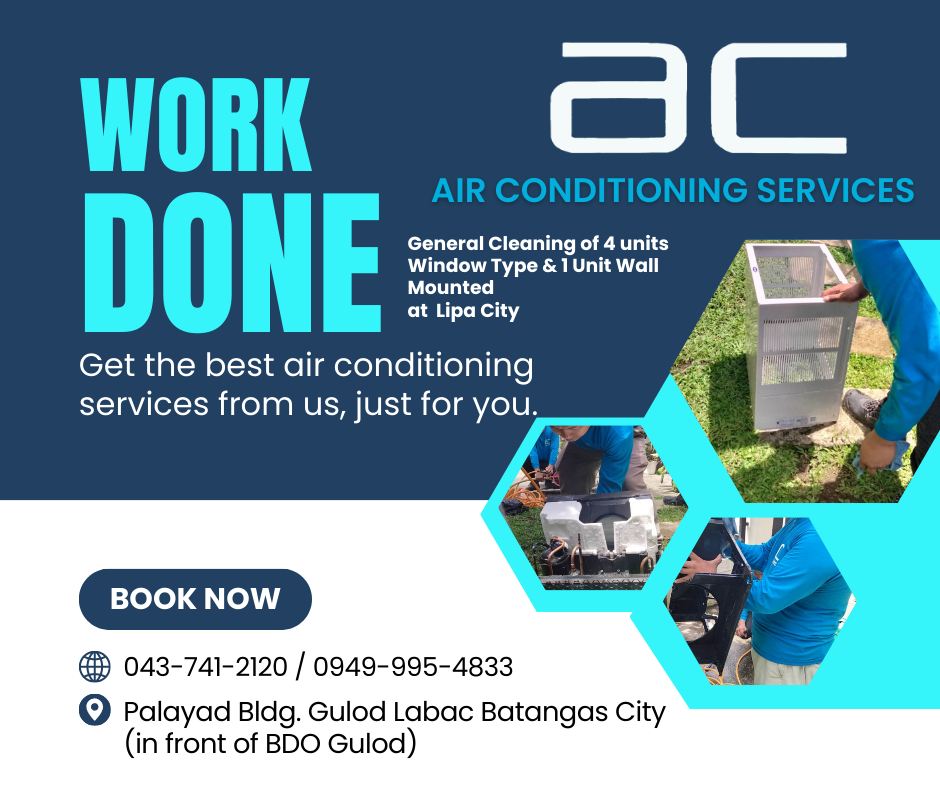 WORK
DONE
ac
AIR CONDITIONING SERVICES
General Cleaning of 4 units
Window Type & 1 Unit Wall
Mounted
at Lipa City
Get the best air conditioning
services from us, just for you.
BOOK NOW
043-741-2120 / 0949-995-4833
Palayad Bldg. Gulod Labac Batangas City
(in front of BDO Gulod)